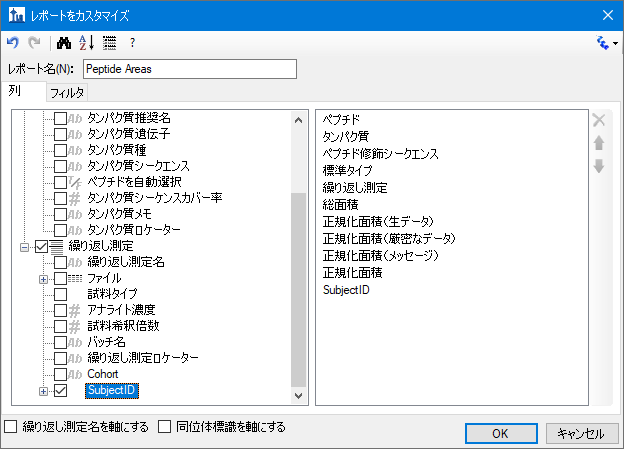 レポートをカスタマイズ
?
レポート名(N):
Peptide Areas
列
フィルタ
Ab タンパク質推奨名
Ab タンパク質遺伝子
Ab タンパク質種
Ab タンパク質シークエンス
ペプチドを自動選択
# タンパク質シーケンスカバー率
Ab タンパク質メモ
Ab タンパク質ロケーター
繰り返し測定
Ab 繰り返し測定名
ファイル
試料タイプ
# アナライト濃度
# 試料希釈倍数
Ab バッチ名
Ab 繰り返し測定ロケーター
Ab Cohort
SubjectID
ペプチド
タンパク質
ペプチド修飾シークエンス
標準タイプ
繰り返し測定
総面積
正規化面積(生データ)
正規化面積(厳密なデータ)
正規化面積(メッセージ)
正規化面積
SubjectID
繰り返し測定名を軸にする
同位体標識を軸にする
OK
キャンセル